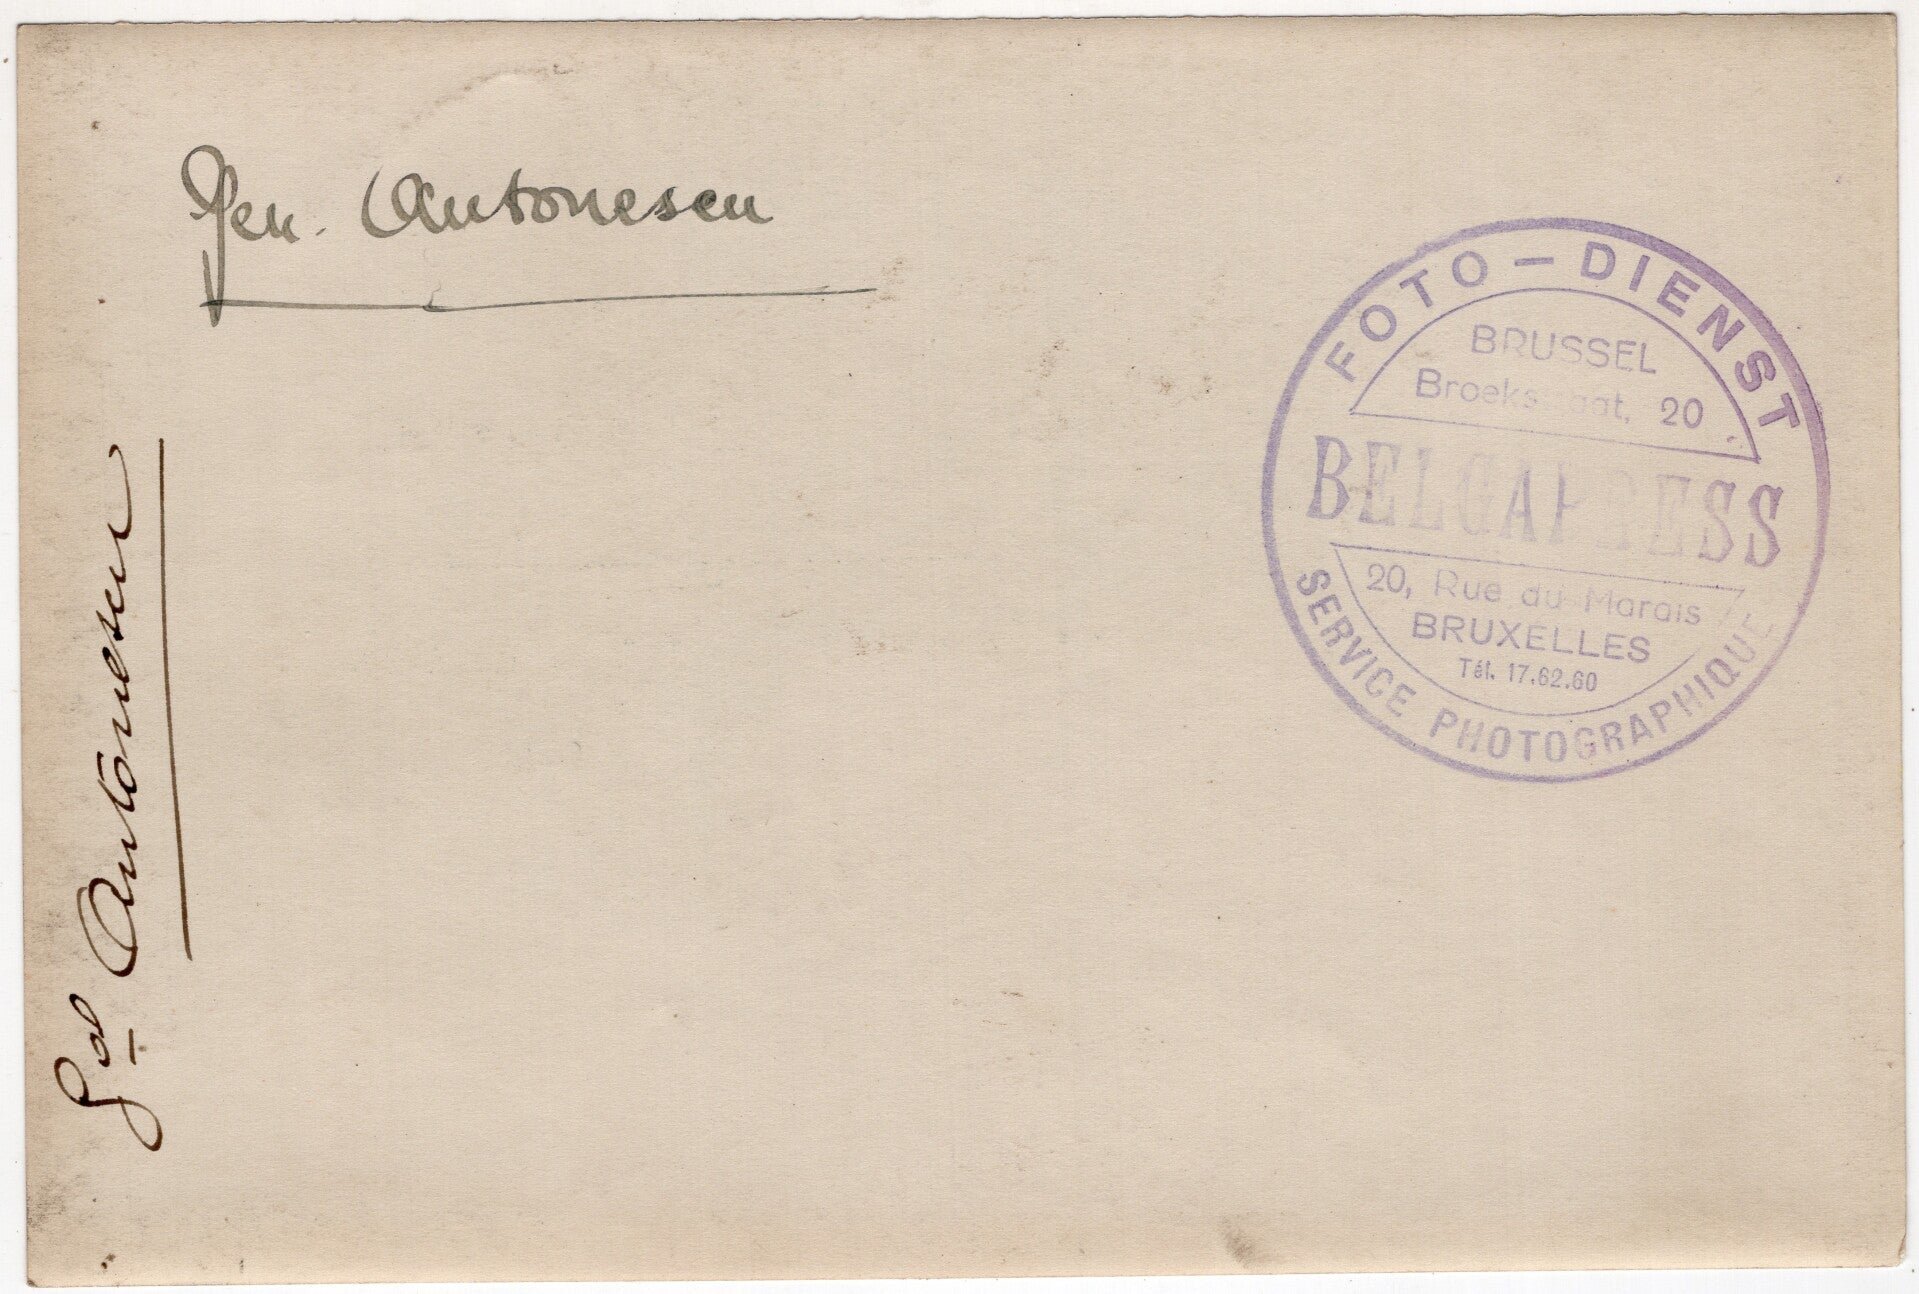 Gen. Antonescu
Gal Antonescu
FOTO – DIENST
BRUSSEL
Broekstraat, 20
BELGAPRESS
20, Rue du Marais
BRUXELLES
Tél. 17.62.60
SERVICE PHOTOGRAPHIQUE